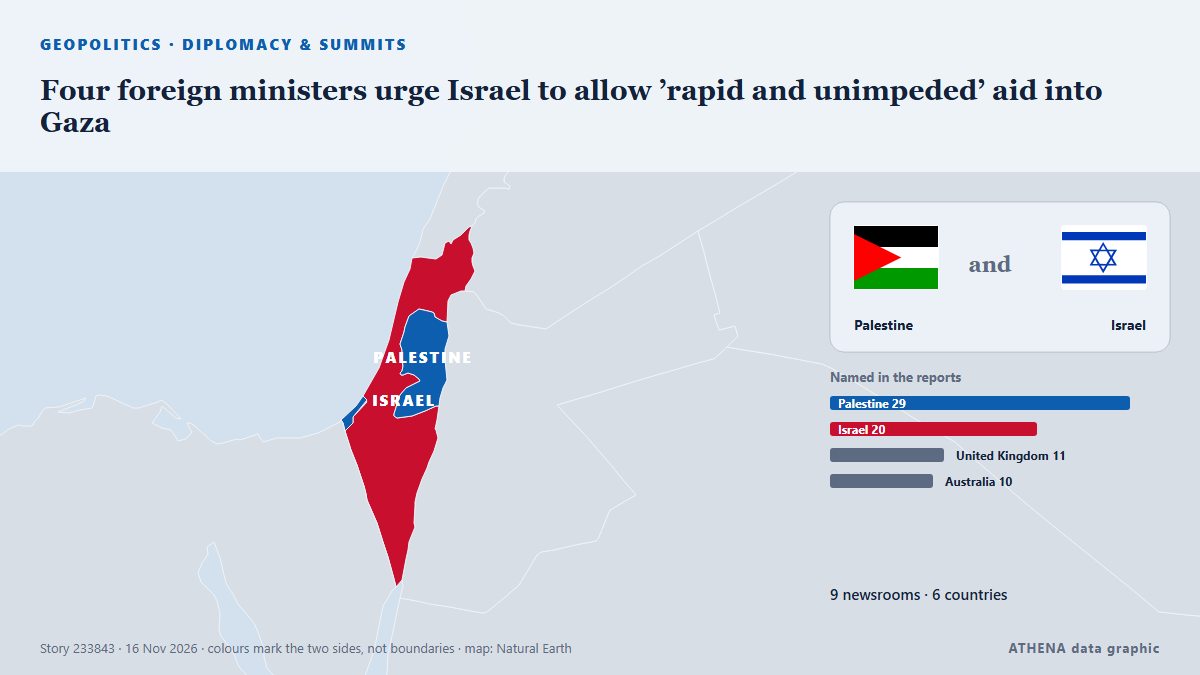 GEOPOLITICS · DIPLOMACY & SUMMITS
Four foreign ministers urge Israel to allow ’rapid and unimpeded’ aid into
Gaza
and
Palestine
Israel
PALESTINE
ISRAEL
Named in the reports
Palestine 29
Israel 20
United Kingdom 11
Australia 10
9 newsrooms · 6 countries
Story 233843 · 16 Nov 2026 · colours mark the two sides, not boundaries · map: Natural Earth
ATHENA data graphic